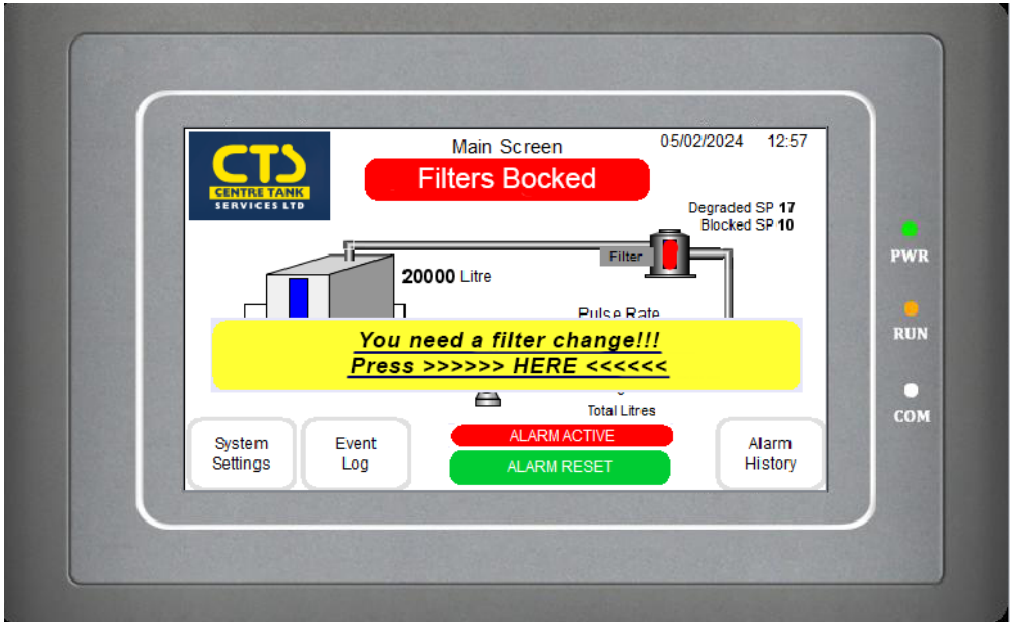 CTS
CENTRE TANK
SERVICES LTD
Main Screen
05/02/2024 12:57
Filters Bocked
Degraded SP 17
Blocked SP 10
Filter
20000 Litre
Pulse Rate
You need a filter change!!!
Press >>>>>> HERE <<<<<<
Total Litres
System
Settings
Event
Log
ALARM ACTIVE
ALARM RESET
Alarm
History
PWR
RUN
COM